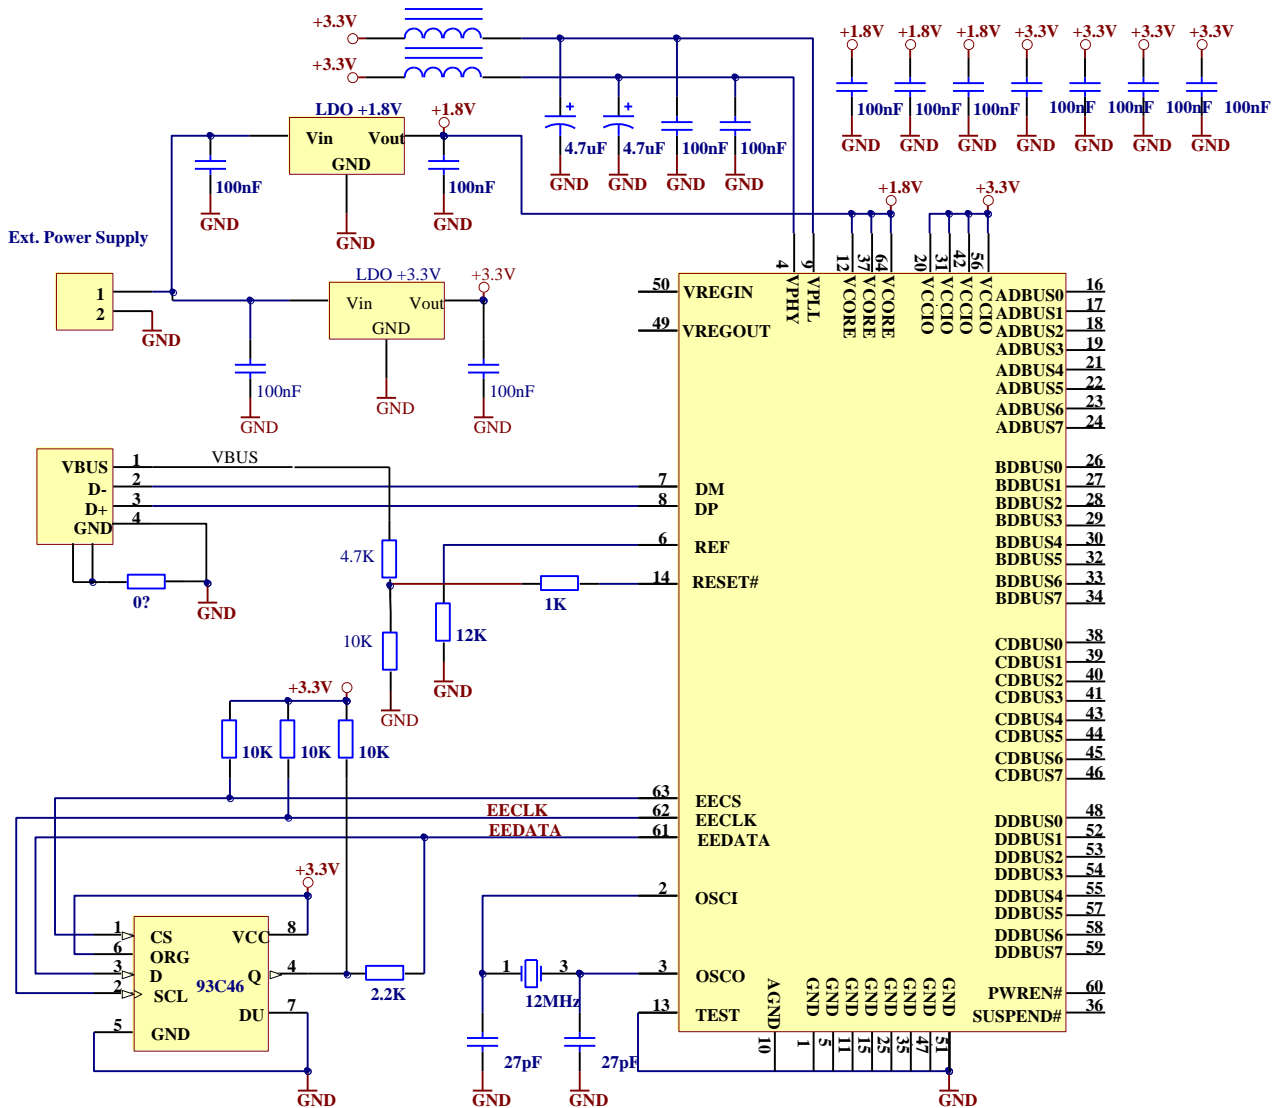 +3.3V
+3.3V
4.7uF 4.7uF 100nF 100nF
GND GND GND GND
+1.8V +1.8V +1.8V +3.3V +3.3V +3.3V +3.3V
100nF 100nF 100nF 100nF 100nF 100nF 100nF
GND GND GND GND GND GND GND
LDO +1.8V
+1.8V
Vin Vout
GND
100nF
100nF
GND
GND
GND
Ext. Power Supply
1
2
GND
LDO +3.3V
+3.3V
Vin Vout
GND
100nF
100nF
GND
GND
GND
+1.8V
+3.3V
4 9 12 37 64 20 31 42 56
VPHY VPLL VCORE VCORE VCORE VCCIO VCCIO VCCIO VCCIO
50 VREGIN
49 VREGOUT
VBUS 1 VBUS
D- 2
D+ 3
GND 4
0?
GND
7 DM
8 DP
6 REF
14 RESET#
4.7K
1K
10K
12K
GND
GND
+3.3V
10K 10K 10K
63 EECS
EECLK 62 EECLK
EEDATA 61 EEDATA
+3.3V
1 CS
6 ORG
3 D
2 SCL
5 GND
93C46
VCC 8
Q 4
DU 7
2.2K
GND
2 OSCI
3 OSCO
13 TEST
1 3
12MHz
27pF 27pF
GND GND
AGND GND GND GND GND GND GND GND GND
10 1 5 11 15 25 35 47 51
GND
ADBUS0 16
ADBUS1 17
ADBUS2 18
ADBUS3 19
ADBUS4 21
ADBUS5 22
ADBUS6 23
ADBUS7 24
BDBUS0 26
BDBUS1 27
BDBUS2 28
BDBUS3 29
BDBUS4 30
BDBUS5 32
BDBUS6 33
BDBUS7 34
CDBUS0 38
CDBUS1 39
CDBUS2 40
CDBUS3 41
CDBUS4 43
CDBUS5 44
CDBUS6 45
CDBUS7 46
DDBUS0 48
DDBUS1 52
DDBUS2 53
DDBUS3 54
DDBUS4 55
DDBUS5 57
DDBUS6 58
DDBUS7 59
PWREN# 60
SUSPEND# 36